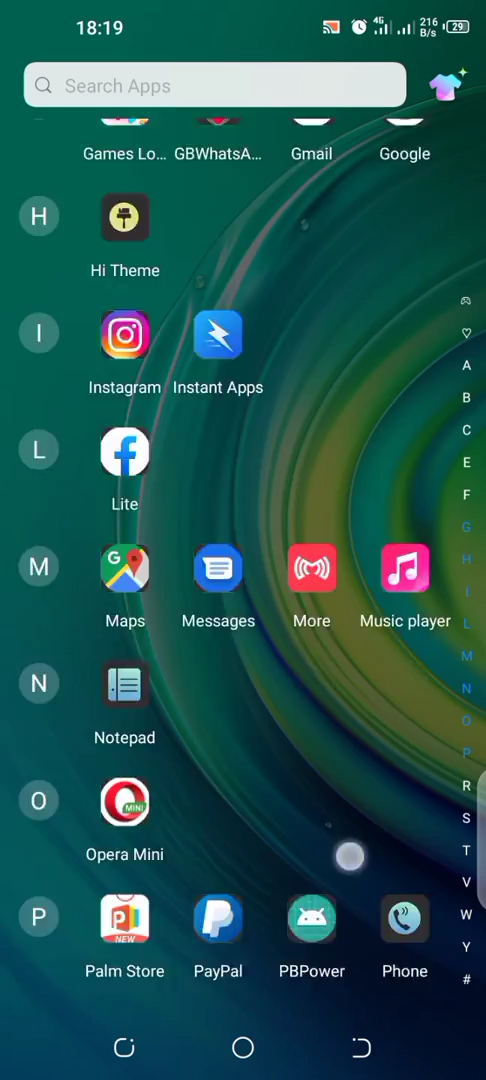 18:19 4G 216 B/s 29
Search Apps
Games Lo... GBWhatsA... Gmail Google
H
Hi Theme
I
Instagram Instant Apps
L
Lite
M
Maps Messages More Music player
N
Notepad
O
MINI
Opera Mini
P
NEW
Palm Store PayPal PBPower Phone
A
B
C
E
F
G
H
I
L
M
N
O
P
R
S
T
V
W
Y
#